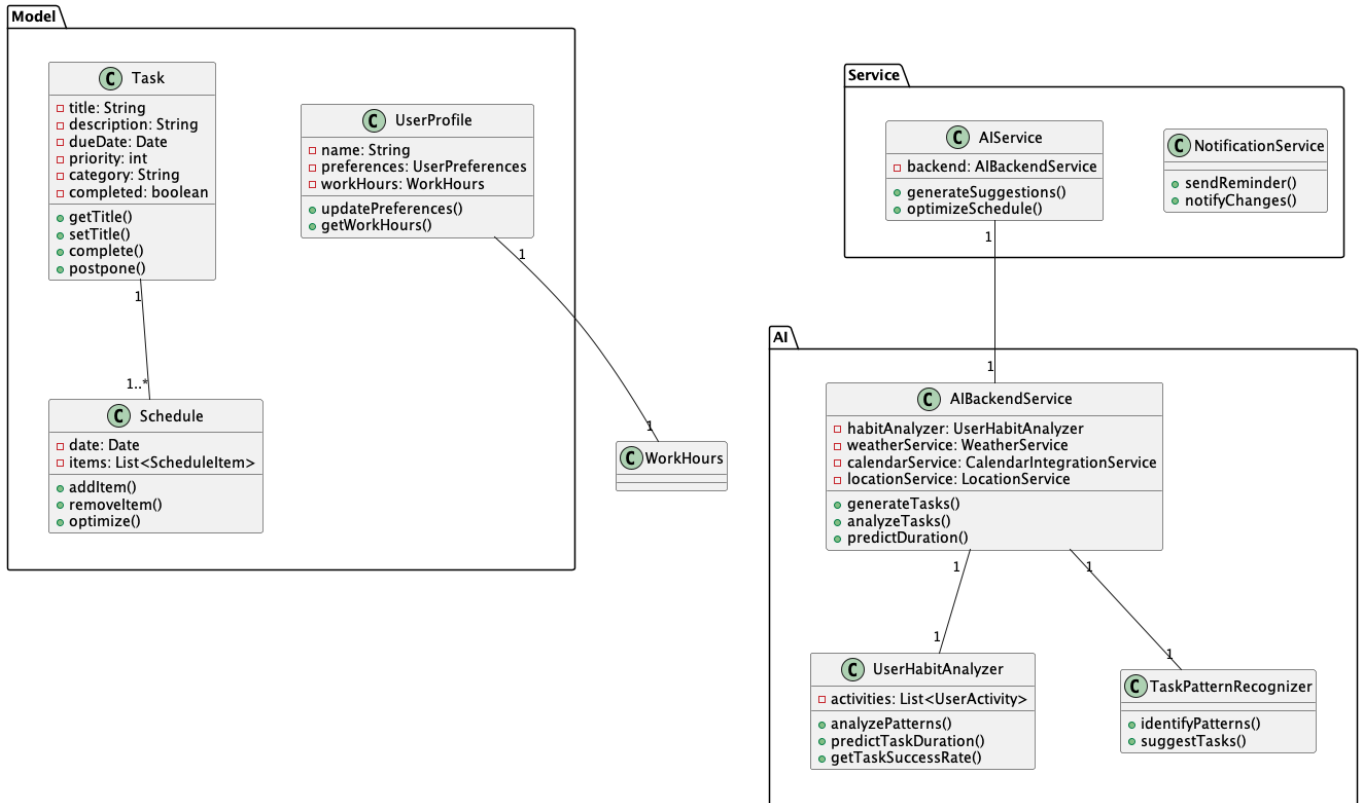 Model
C Task
title: String
description: String
dueDate: Date
priority: int
category: String
completed: boolean
getTitle()
setTitle()
complete()
postpone()
C UserProfile
name: String
preferences: UserPreferences
workHours: WorkHours
updatePreferences()
getWorkHours()
1
1..*
C Schedule
date: Date
items: List<ScheduleItem>
addItem()
removeItem()
optimize()
1
1
C WorkHours
Service
C AIService
backend: AIBackendService
generateSuggestions()
optimizeSchedule()
C NotificationService
sendReminder()
notifyChanges()
1
1
AI
C AIBackendService
habitAnalyzer: UserHabitAnalyzer
weatherService: WeatherService
calendarService: CalendarIntegrationService
locationService: LocationService
generateTasks()
analyzeTasks()
predictDuration()
1
1
1
1
C UserHabitAnalyzer
activities: List<UserActivity>
analyzePatterns()
predictTaskDuration()
getTaskSuccessRate()
C TaskPatternRecognizer
identifyPatterns()
suggestTasks()